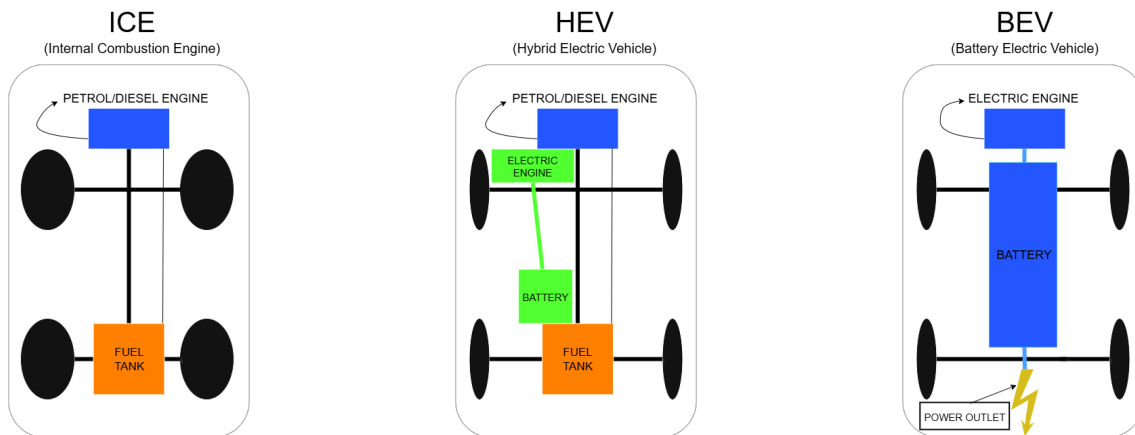 ICE
(Internal Combustion Engine)
PETROL/DIESEL ENGINE
FUEL
TANK
HEV
(Hybrid Electric Vehicle)
PETROL/DIESEL ENGINE
ELECTRIC
ENGINE
BATTERY
FUEL
TANK
BEV
(Battery Electric Vehicle)
ELECTRIC ENGINE
BATTERY
POWER OUTLET